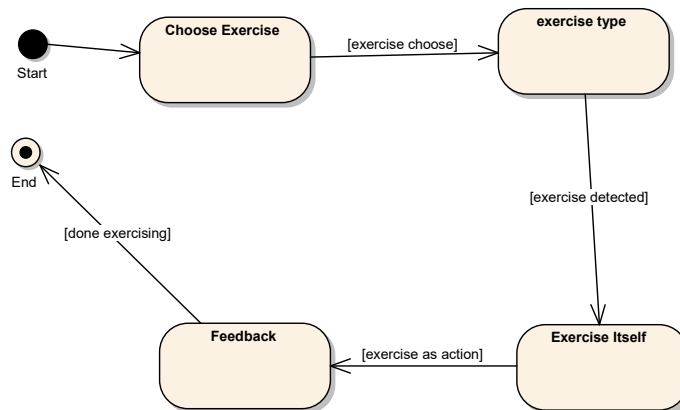 Choose Exercise
exercise type
[exercise choose]
Start
End
[exercise detected]
[done exercising]
Feedback
Exercise Itself
[exercise as action]